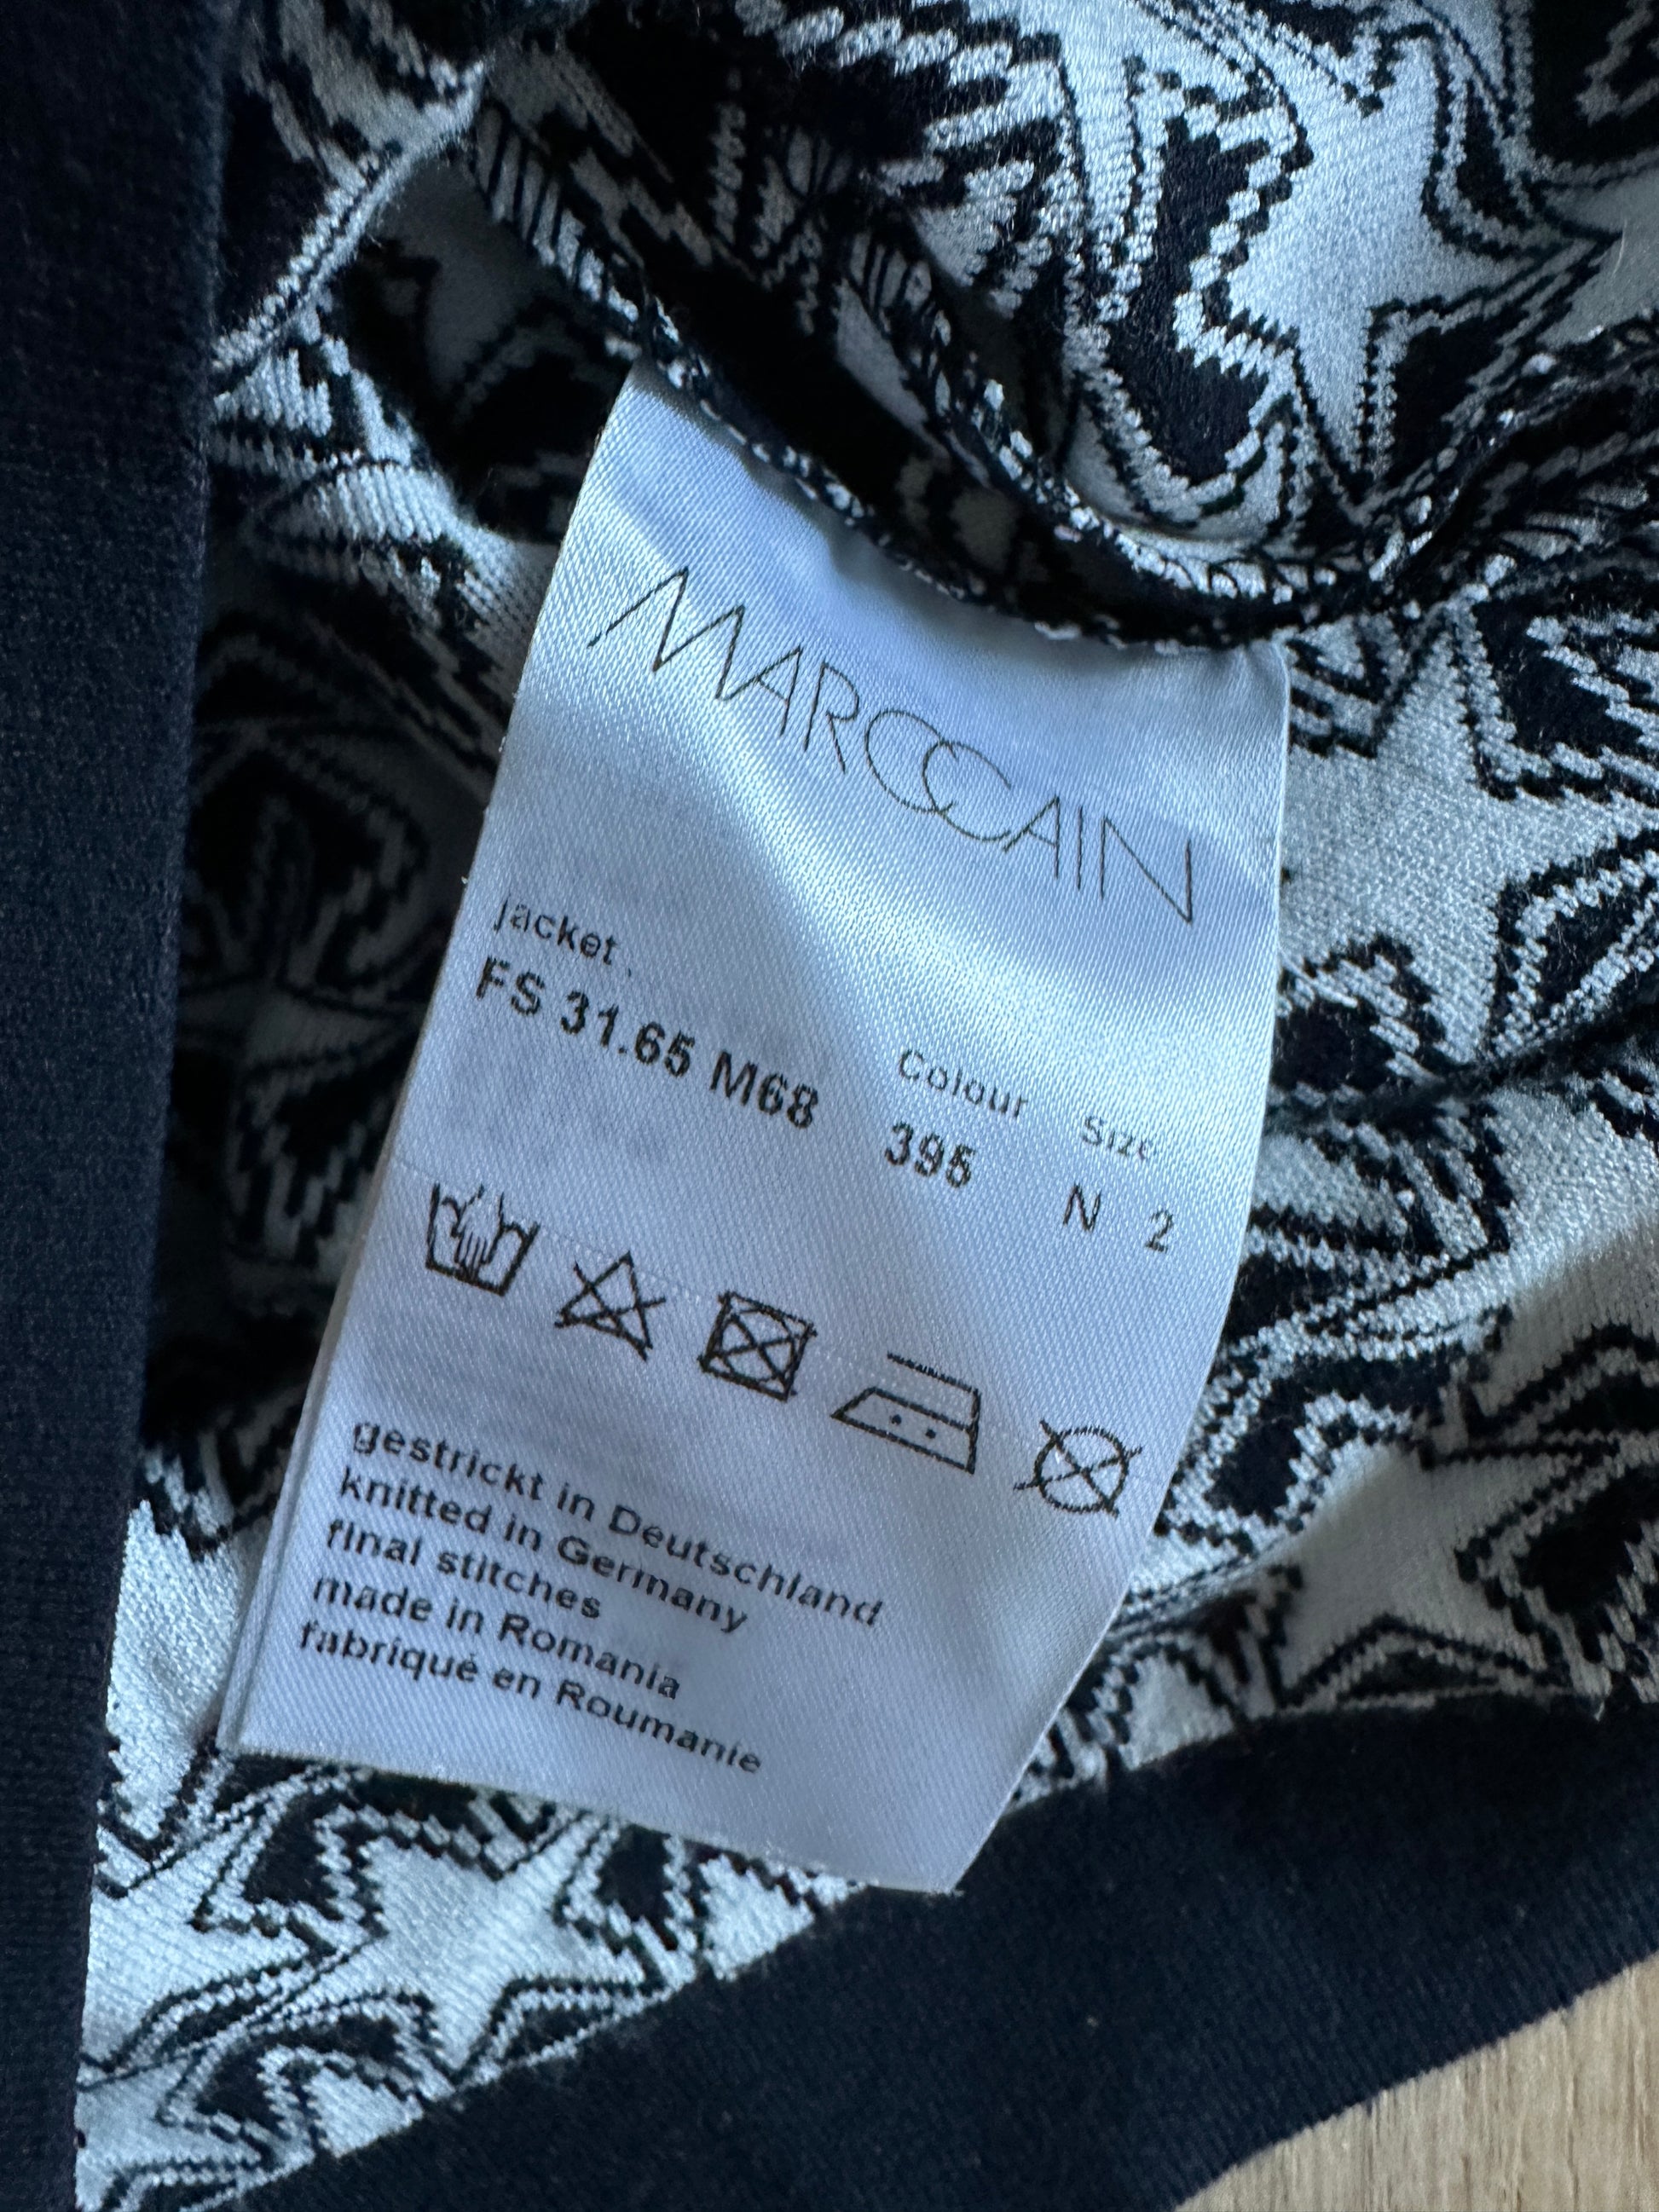 MARCCAIN
jacket
Colour Size
FS 31.65 M68 395 N 2
gestrickt in Deutschland
knitted in Germany
final stitches
made in Romania
fabriqué en Roumanie